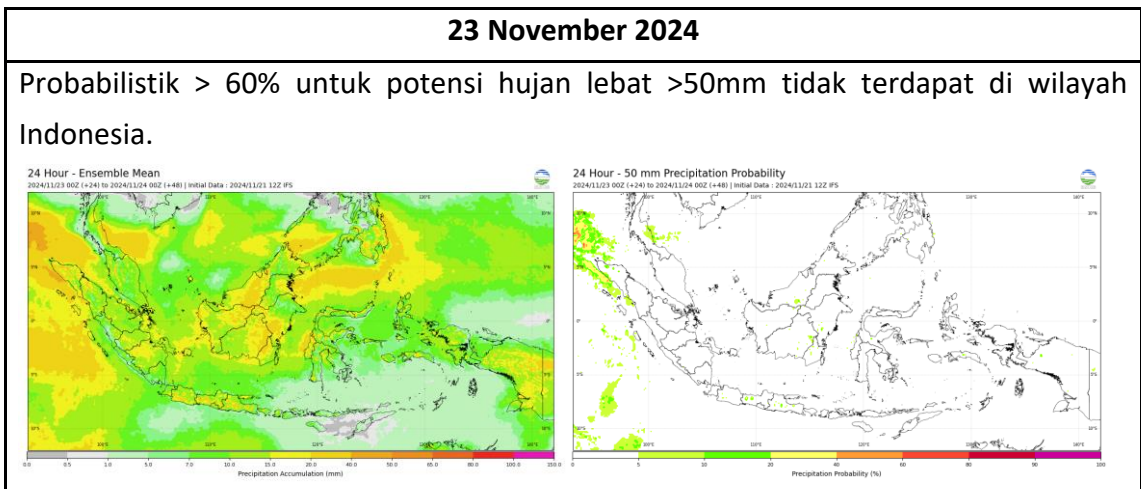 23 November 2024
Probabilistik > 60% untuk potensi hujan lebat >50mm tidak terdapat di wilayah
Indonesia.
24 Hour - Ensemble Mean
2024/11/23 00Z (+24) to 2024/11/24 00Z (+48) | Initial Data : 2024/11/21 12Z IFS
24 Hour - 50 mm Precipitation Probability
2024/11/23 00Z (+24) to 2024/11/24 00Z (+48) | Initial Data : 2024/11/21 12Z IFS
0.0 0.5 1.0 5.0 7.0 10.0 15.0 20.0 40.0 50.0 65.0 80.0 100.0 150.0
Precipitation Accumulation (mm)
0 5 10 20 40 60 80 90 100
Precipitation Probability (%)